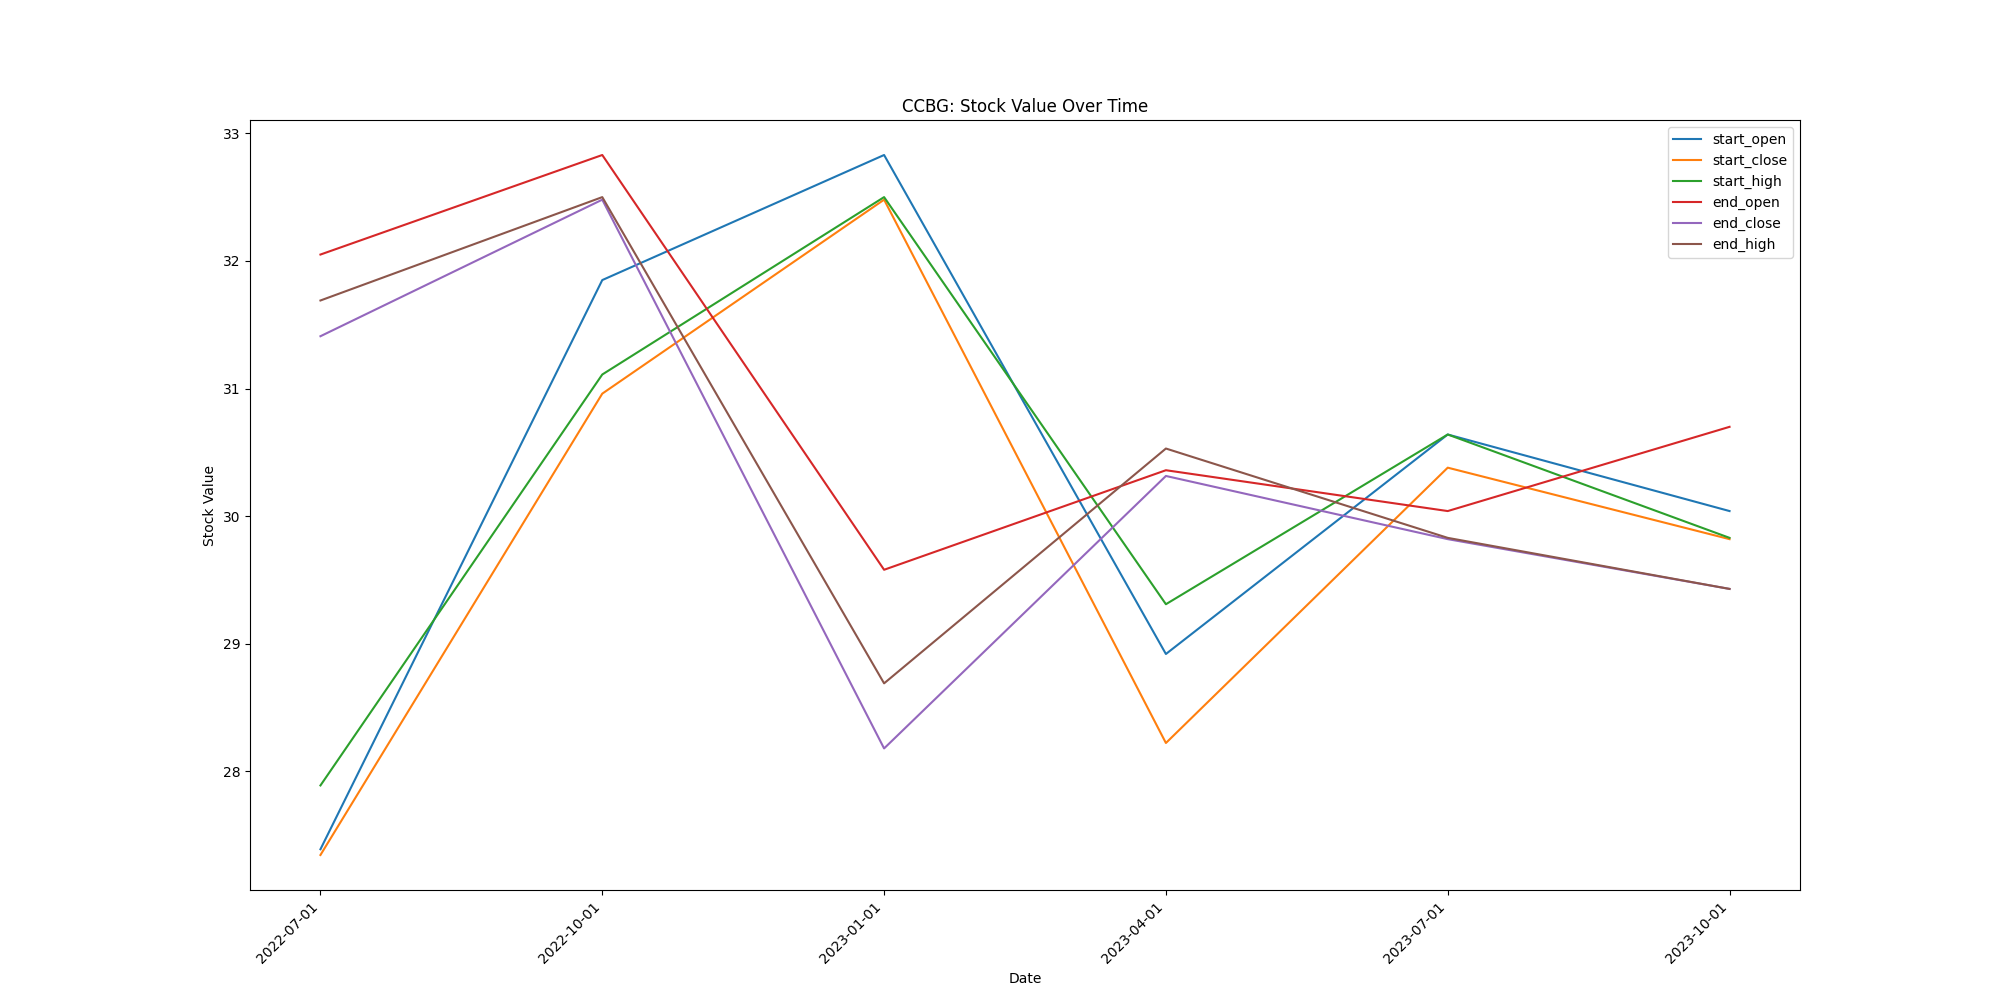 CCBG: Stock Value Over Time
33
32
31
30
29
28
Stock Value
start_open
start_close
start_high
end_open
end_close
end_high
2022-07-01
2022-10-01
2023-01-01
2023-04-01
2023-07-01
2023-10-01
Date